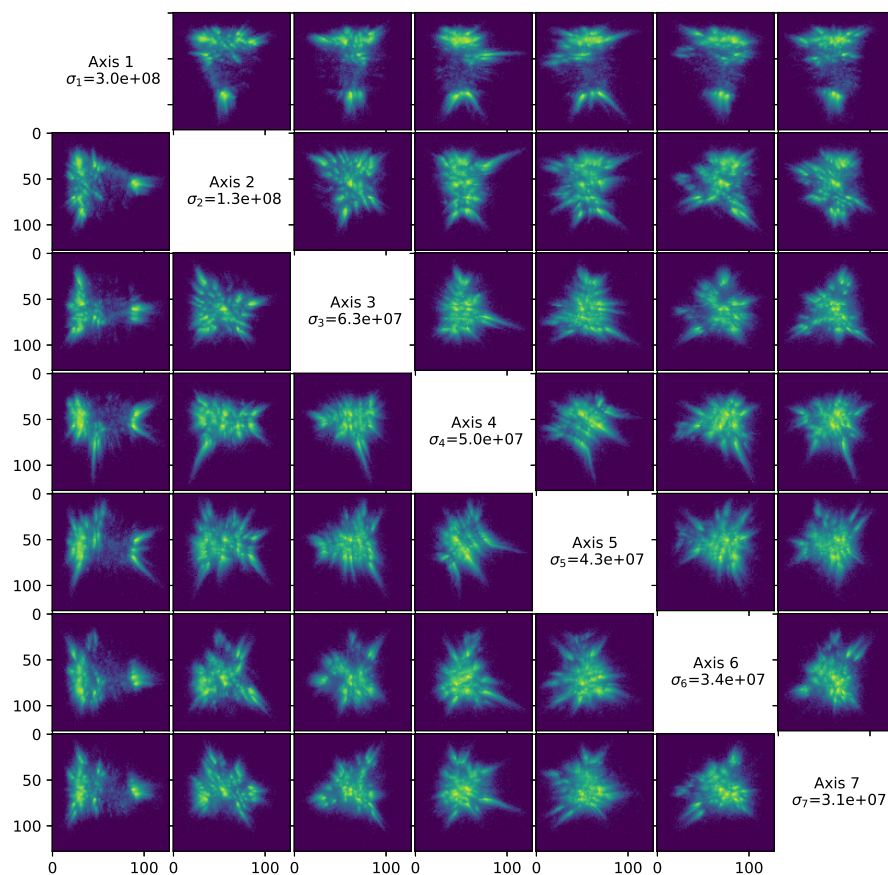 Axis 1
σ₁=3.0e+08
0
50
100
Axis 2
σ₂=1.3e+08
0
50
100
Axis 3
σ₃=6.3e+07
0
50
100
Axis 4
σ₄=5.0e+07
0
50
100
Axis 5
σ₅=4.3e+07
0
50
100
Axis 6
σ₆=3.4e+07
0
50
100
Axis 7
σ₇=3.1e+07
0 100 0 100 0 100 0 100 0 100 0 100